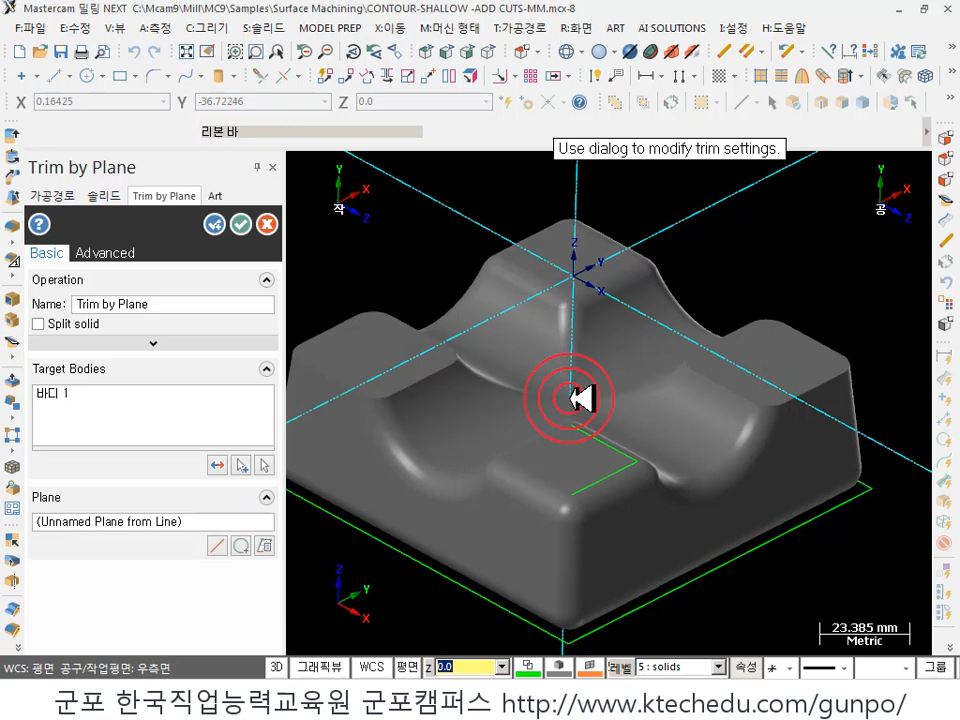 Mastercam 밀링 NEXT  C:\Mcam9\Mill\MC9\Samples\Surface Machining\CONTOUR-SHALLOW -ADD CUTS-MM.mcx-8
F:파일 E:수정 V:뷰 A:측정 C:그리기 S:솔리드 MODEL PREP X:이동 M:머신 형태 T:가공경로 R:화면 ART AI SOLUTIONS I:설정 H:도움말
X 0.16425 Y -36.72246 Z 0.0
리본 바
Use dialog to modify trim settings.
Trim by Plane
가공경로 솔리드 Trim by Plane Art
Basic Advanced
Operation
Name: Trim by Plane
Split solid
Target Bodies
바디 1
Plane
(Unnamed Plane from Line)
Y X 작 Z
Y X 공 Z
Z Y X
Z Y X
23.385 mm
Metric
WCS: 평면 공구/작업평면: 우측면 3D 그래픽뷰 WCS 평면 Z 0.0 레벨 5 : solids 속성 그룹
군포 한국직업능력교육원 군포캠퍼스 http://www.ktechedu.com/gunpo/